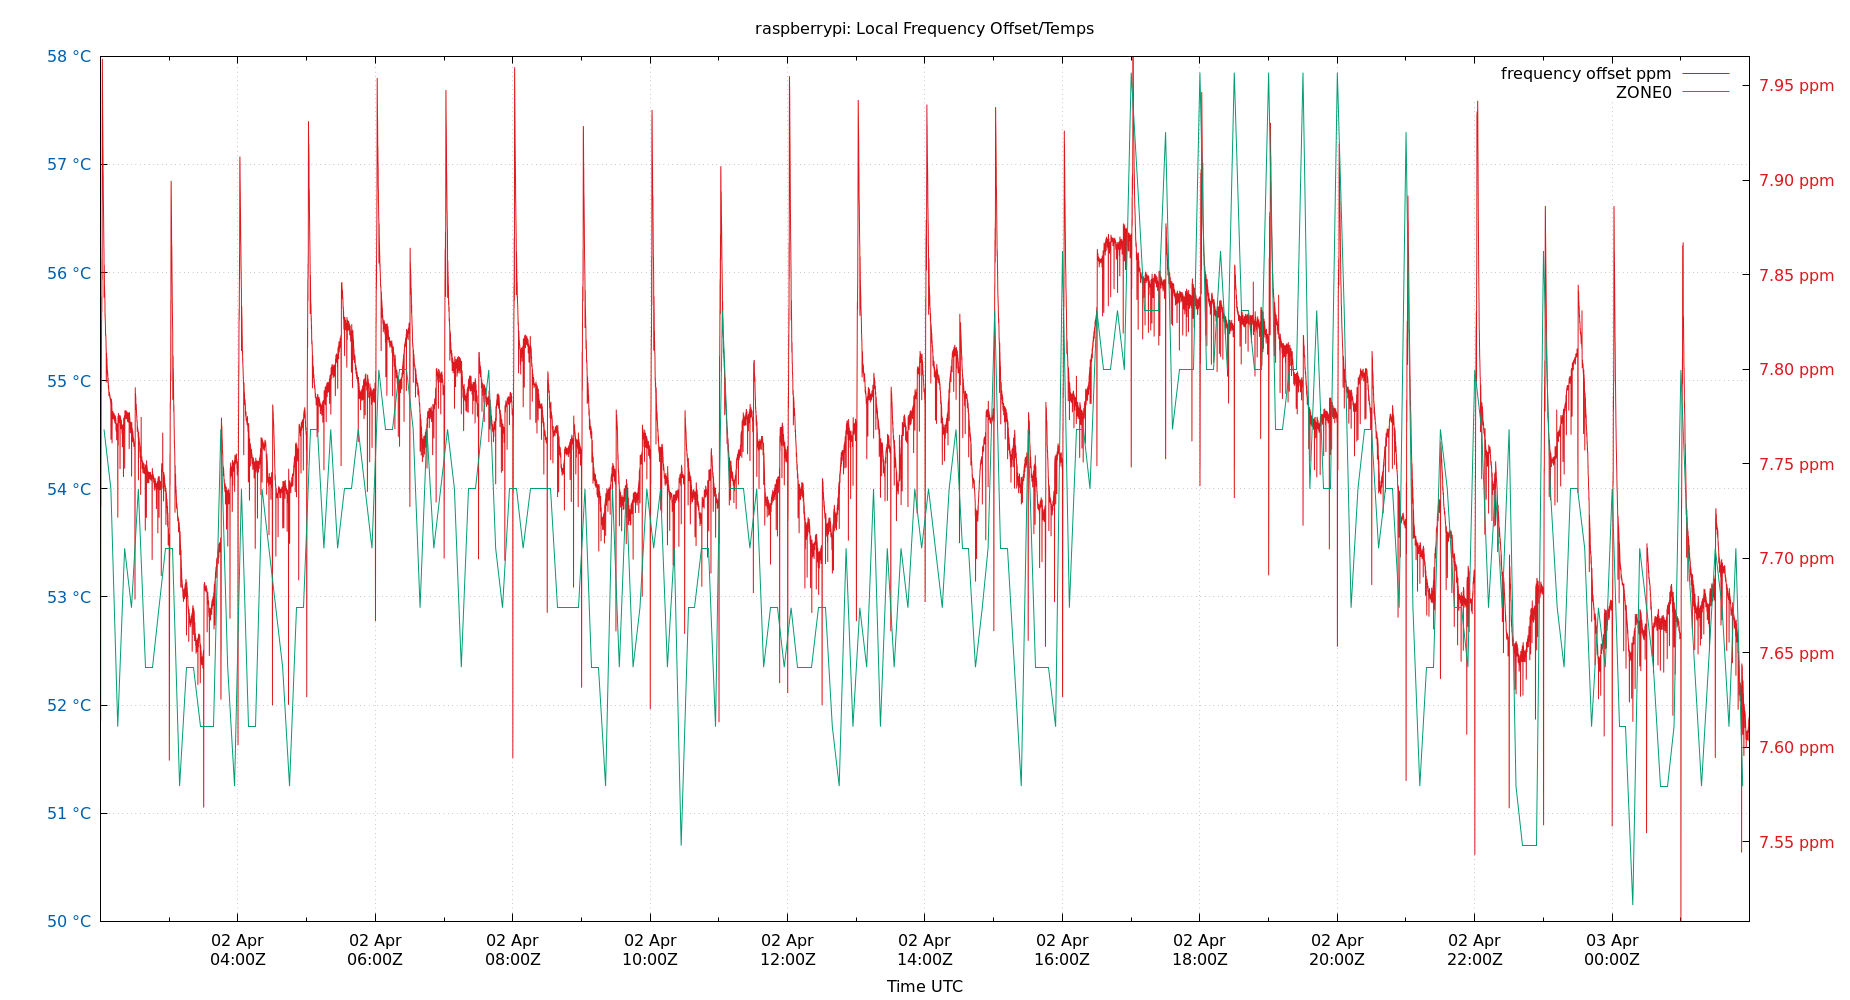 raspberrypi: Local Frequency Offset/Temps
58 °C
57 °C
56 °C
55 °C
54 °C
53 °C
52 °C
51 °C
50 °C
frequency offset ppm
ZONE0
7.95 ppm
7.90 ppm
7.85 ppm
7.80 ppm
7.75 ppm
7.70 ppm
7.65 ppm
7.60 ppm
7.55 ppm
02 Apr
04:00Z
02 Apr
06:00Z
02 Apr
08:00Z
02 Apr
10:00Z
02 Apr
12:00Z
02 Apr
14:00Z
02 Apr
16:00Z
02 Apr
18:00Z
02 Apr
20:00Z
02 Apr
22:00Z
03 Apr
00:00Z
Time UTC